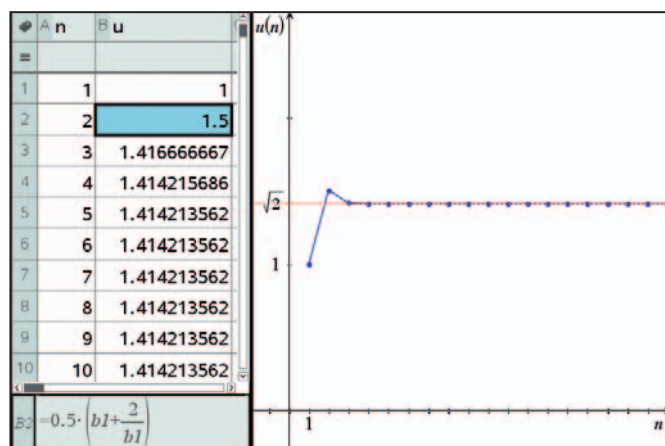 A n B u
=
1 1 1
2 2 1.5
3 3 1.416666667
4 4 1.414215686
5 5 1.414213562
6 6 1.414213562
7 7 1.414213562
8 8 1.414213562
9 9 1.414213562
10 10 1.414213562
B2 =0.5·(b1+2/b1)
u(n)
√2
1
1
n